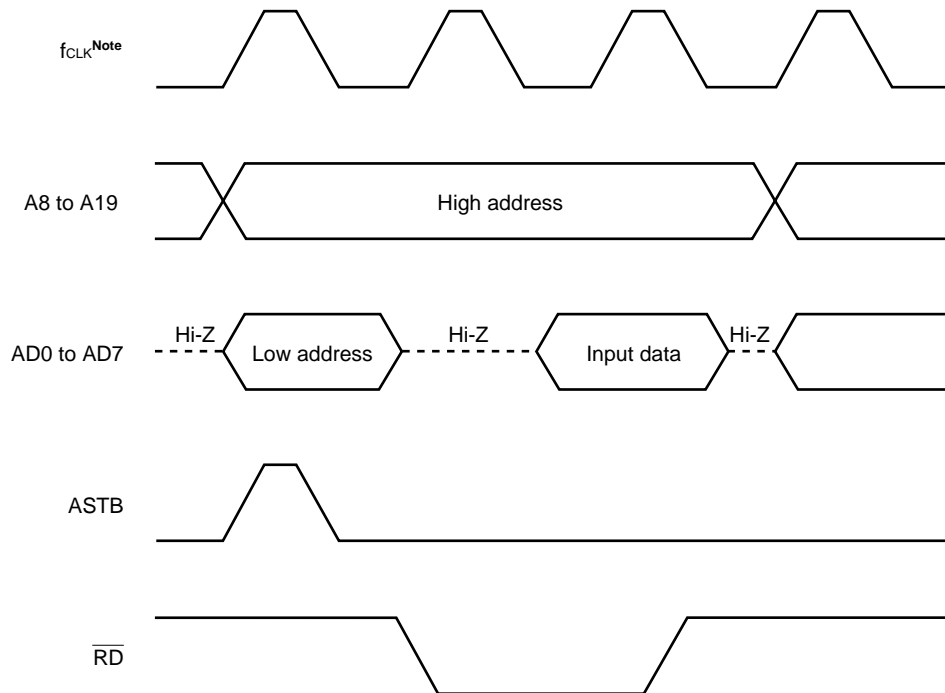 fCLKNote
A8 to A19
High address
Hi-Z
Hi-Z
Hi-Z
AD0 to AD7
Low address
Input data
ASTB
RD